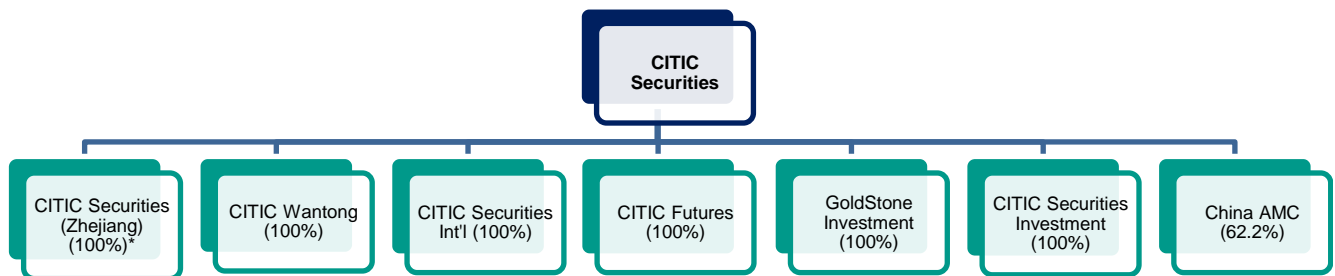 CITIC
Securities
CITIC Securities
(Zhejiang)
(100%)*
CITIC Wantong
(100%)
CITIC Securities
Int'l (100%)
CITIC Futures
(100%)
GoldStone
Investment
(100%)
CITIC Securities
Investment
(100%)
China AMC
(62.2%)